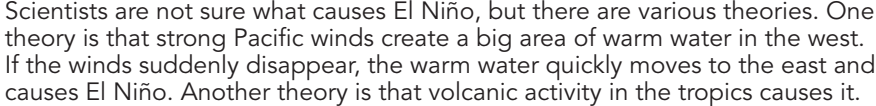 Scientists are not sure what causes El Niño, but there are various theories. One
theory is that strong Pacific winds create a big area of warm water in the west.
If the winds suddenly disappear, the warm water quickly moves to the east and
causes El Niño. Another theory is that volcanic activity in the tropics causes it.